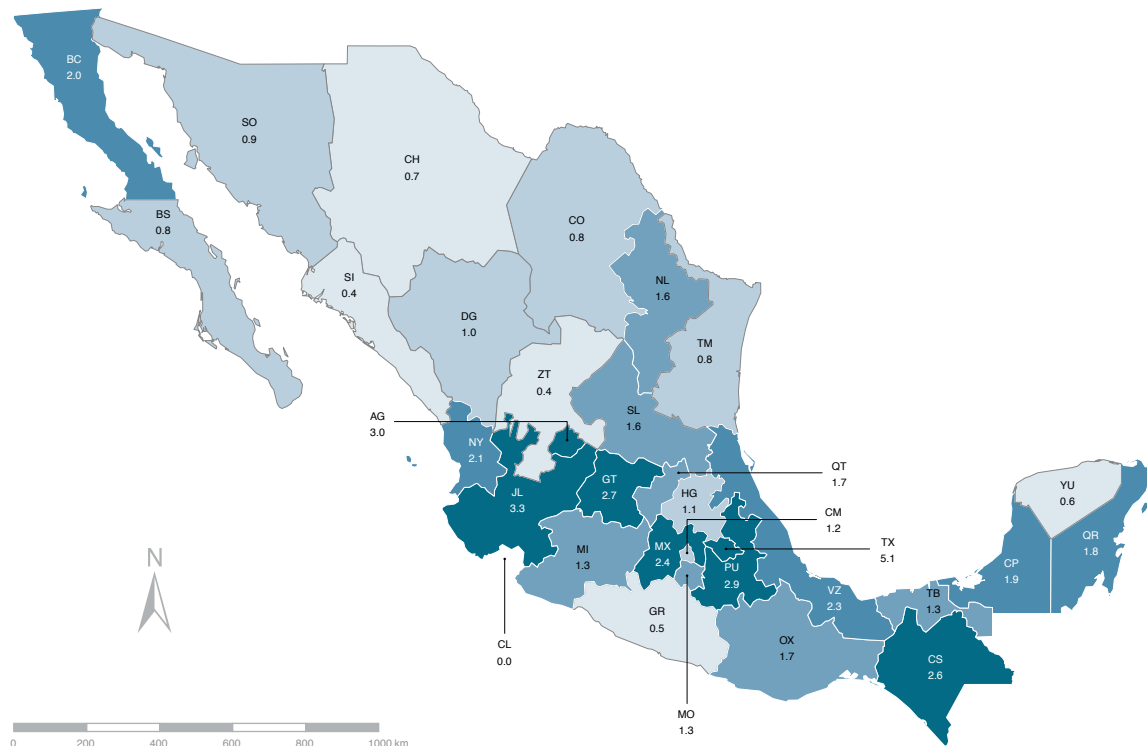 BC
2.0
SO
0.9
CH
0.7
BS
0.8
CO
0.8
SI
0.4
NL
1.6
DG
1.0
TM
0.8
ZT
0.4
AG
3.0
SL
1.6
NY
2.1
QT
1.7
GT
2.7
JL
3.3
HG
1.1
YU
0.6
CM
1.2
QR
1.8
TX
5.1
MI
1.3
MX
2.4
PU
2.9
CP
1.9
N
VZ
2.3
TB
1.3
GR
0.5
CL
0.0
OX
1.7
CS
2.6
MO
1.3
0 200 400 600 800 1000 km